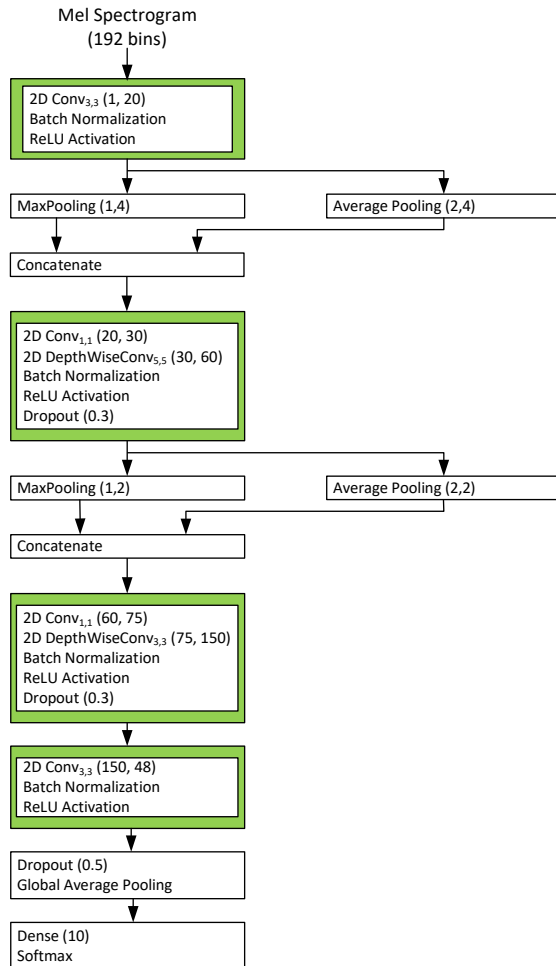 Mel Spectrogram
(192 bins)
2D Conv3,3 (1, 20)
Batch Normalization
ReLU Activation
MaxPooling (1,4)
Average Pooling (2,4)
Concatenate
2D Conv1,1 (20, 30)
2D DepthWiseConv5,5 (30, 60)
Batch Normalization
ReLU Activation
Dropout (0.3)
MaxPooling (1,2)
Average Pooling (2,2)
Concatenate
2D Conv1,1 (60, 75)
2D DepthWiseConv3,3 (75, 150)
Batch Normalization
ReLU Activation
Dropout (0.3)
2D Conv3,3 (150, 48)
Batch Normalization
ReLU Activation
Dropout (0.5)
Global Average Pooling
Dense (10)
Softmax